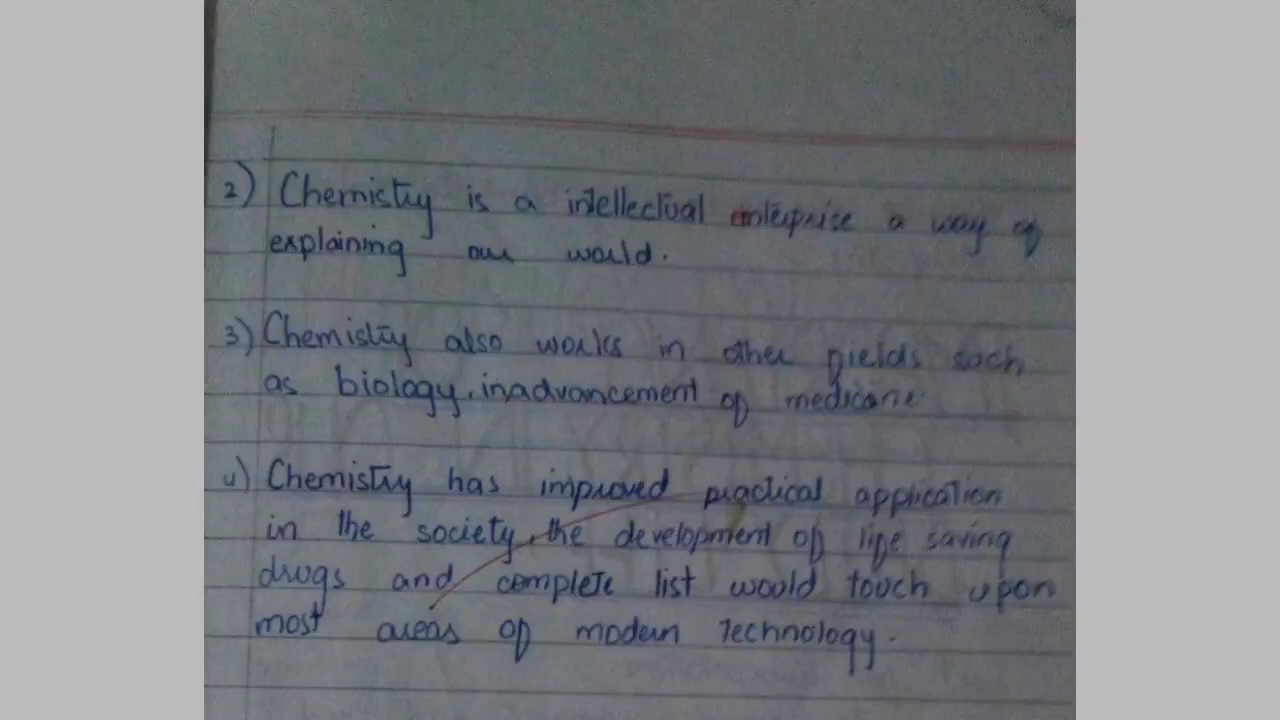 2) Chemistry is a intellectual enterprise a way of
explaining our world.
3) Chemistry also works in other fields such
as biology, inadvancement of medicine.
4) Chemistry has improved practical application
in the society, the development of life saving
drugs and complete list would touch upon
most areas of modern technology.